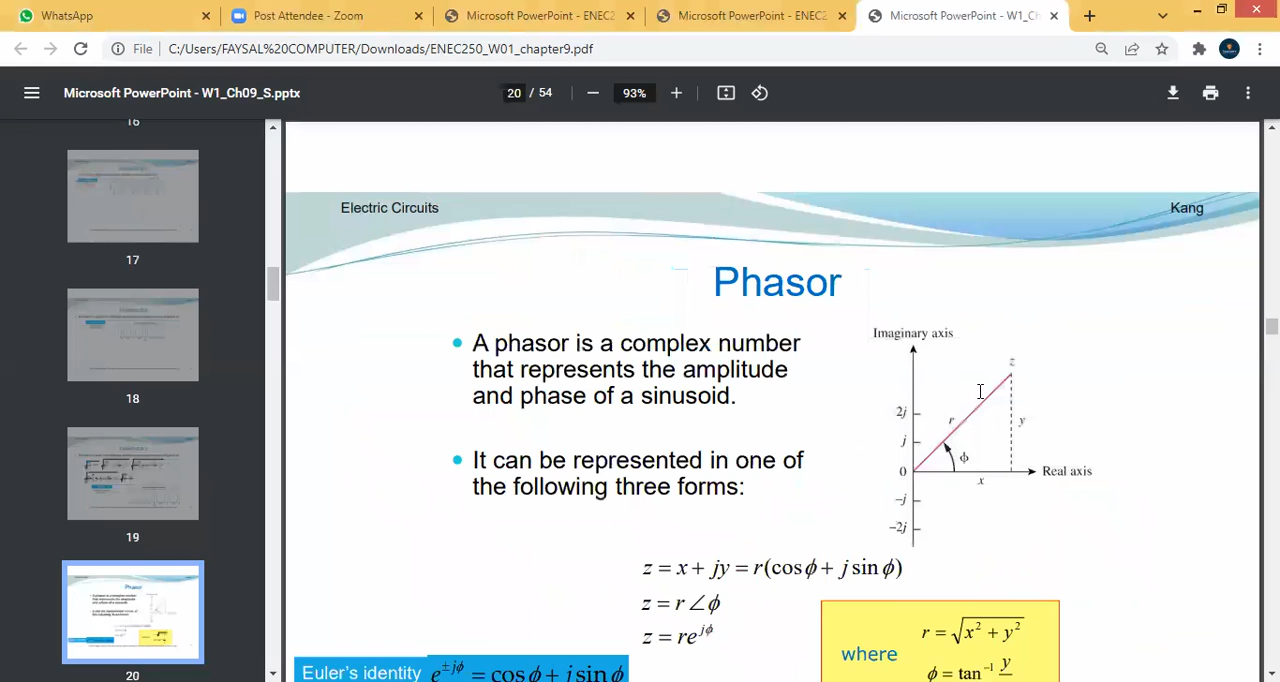 WhatsApp
Post Attendee - Zoom
Microsoft PowerPoint - ENEC2
Microsoft PowerPoint - ENEC2
Microsoft PowerPoint - W1_Ch
File
C:/Users/FAYSAL%20COMPUTER/Downloads/ENEC250_W01_chapter9.pdf
Microsoft PowerPoint - W1_Ch09_S.pptx
20 / 54
93%
16
17
18
19
20
Electric Circuits
Kang
Phasor
• A phasor is a complex number
that represents the amplitude
and phase of a sinusoid.
• It can be represented in one of
the following three forms:
Imaginary axis
z
2j
r
y
j
ϕ
0
Real axis
x
−j
−2j
z = x + jy = r(cos ϕ + j sin ϕ)
z = r ∠ϕ
z = re^{jϕ}
Euler's identity e^{±jϕ} = cos ϕ ± j sin ϕ
where
r = √(x² + y²)
ϕ = tan⁻¹ y